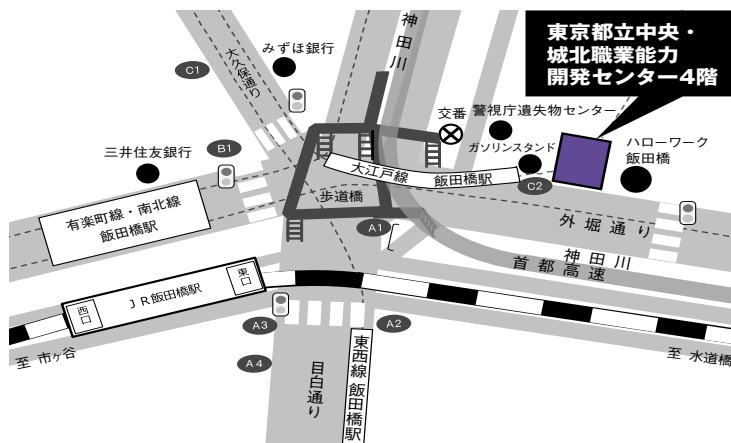 東京都立中央・
城北職業能力
開発センター4階
神田川
大久保通り
みずほ銀行
C1
交番
警視庁遺失物センター
ガソリンスタンド
ハローワーク
飯田橋
三井住友銀行
B1
大江戸線 飯田橋駅
C2
歩道橋
有楽町線・南北線
飯田橋駅
A1
外堀通り
神田川
首都高速
JR飯田橋駅
東口
西口
A3
A2
A4
至 市ヶ谷
至 水道橋
目白通り
東西線 飯田橋駅